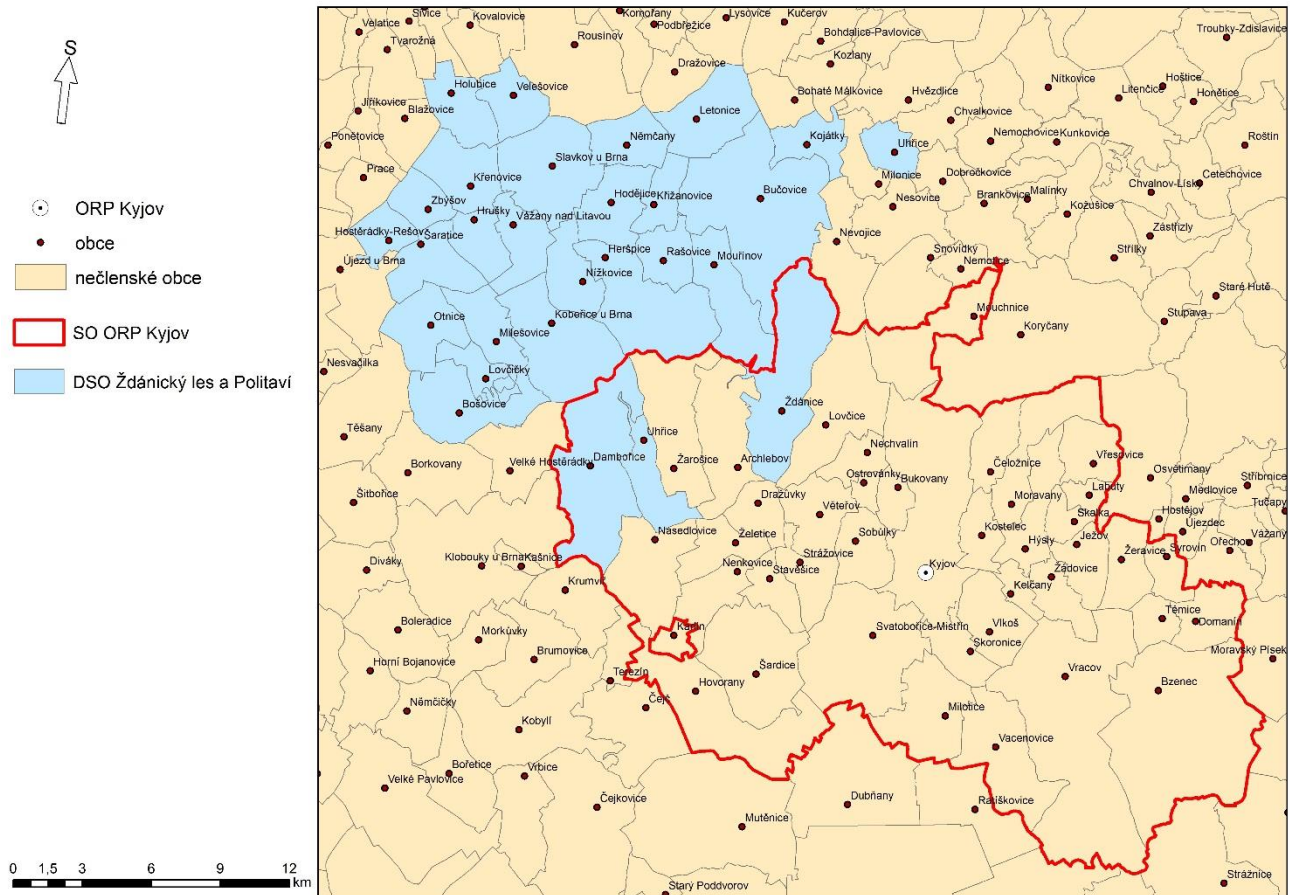 S
ORP Kyjov
obce
nečlenské obce
SO ORP Kyjov
DSO Ždánický les a Politaví
0 1,5 3 6 9 12
km
Sivice
Velatice
Tvarožná
Kovalovice
Rousínov
Komořany
Podbřežice
Lysovice
Kučerov
Bohdalice-Pavlovice
Kozlany
Troubky-Zdislavice
Dražovice
Holubice
Velešovice
Letonice
Bohaté Málkovice
Hvězdlice
Nítkovice
Litenčice
Hoštice
Honětice
Jiříkovice
Blažovice
Ponětovice
Prace
Němčany
Kojátky
Uhřice
Chvalkovice
Nemochovice
Kunkovice
Roštín
Slavkov u Brna
Křenovice
Hodějice
Křižanovice
Bučovice
Milonice
Nesovice
Dobročkovice
Brankovice
Malínky
Kožušice
Chvalnov-Lísky
Cetechovice
Zbýšov
Hrušky
Vážany nad Litavou
Hostěrádky-Rešov
Šaratice
Újezd u Brna
Heršpice
Rašovice
Mouřínov
Nížkovice
Nevojice
Snovídky
Nemotice
Střílky
Zástřizly
Staré Hutě
Stupava
Mouchnice
Koryčany
Otnice
Milešovice
Kobeřice u Brna
Nesvačilka
Lovčičky
Bošovice
Těšany
Ždánice
Lovčice
Nechvalín
Uhřice
Dambořice
Žarošice
Archlebov
Borkovany
Velké Hostěrádky
Šitbořice
Ostrovánky
Bukovany
Čeložnice
Vřesovice
Osvětimany
Stříbrnice
Medlovice
Tučapy
Labuty
Moravany
Dražůvky
Věteřov
Skalka
Hostějov
Újezdec
Vážany
Ořechov
Syrovín
Žeravice
Ježov
Kostelec
Hýsly
Nasedlovice
Želetice
Sobůlky
Strážovice
Nenkovice
Stavěšice
Kyjov
Žádovice
Kelčany
Diváky
Klobouky u Brna
Kašnice
Krumvíř
Boleradice
Morkůvky
Brumovice
Horní Bojanovice
Karlín
Svatobořice-Mistřín
Vlkoš
Skoronice
Těmice
Domanín
Moravský Písek
Bzenec
Vracov
Šardice
Hovorany
Terezín
Čejč
Němčičky
Kobylí
Milotice
Vacenovice
Bořetice
Vrbice
Velké Pavlovice
Čejkovice
Mutěnice
Dubňany
Ratíškovice
Starý Poddvorov
Strážnice